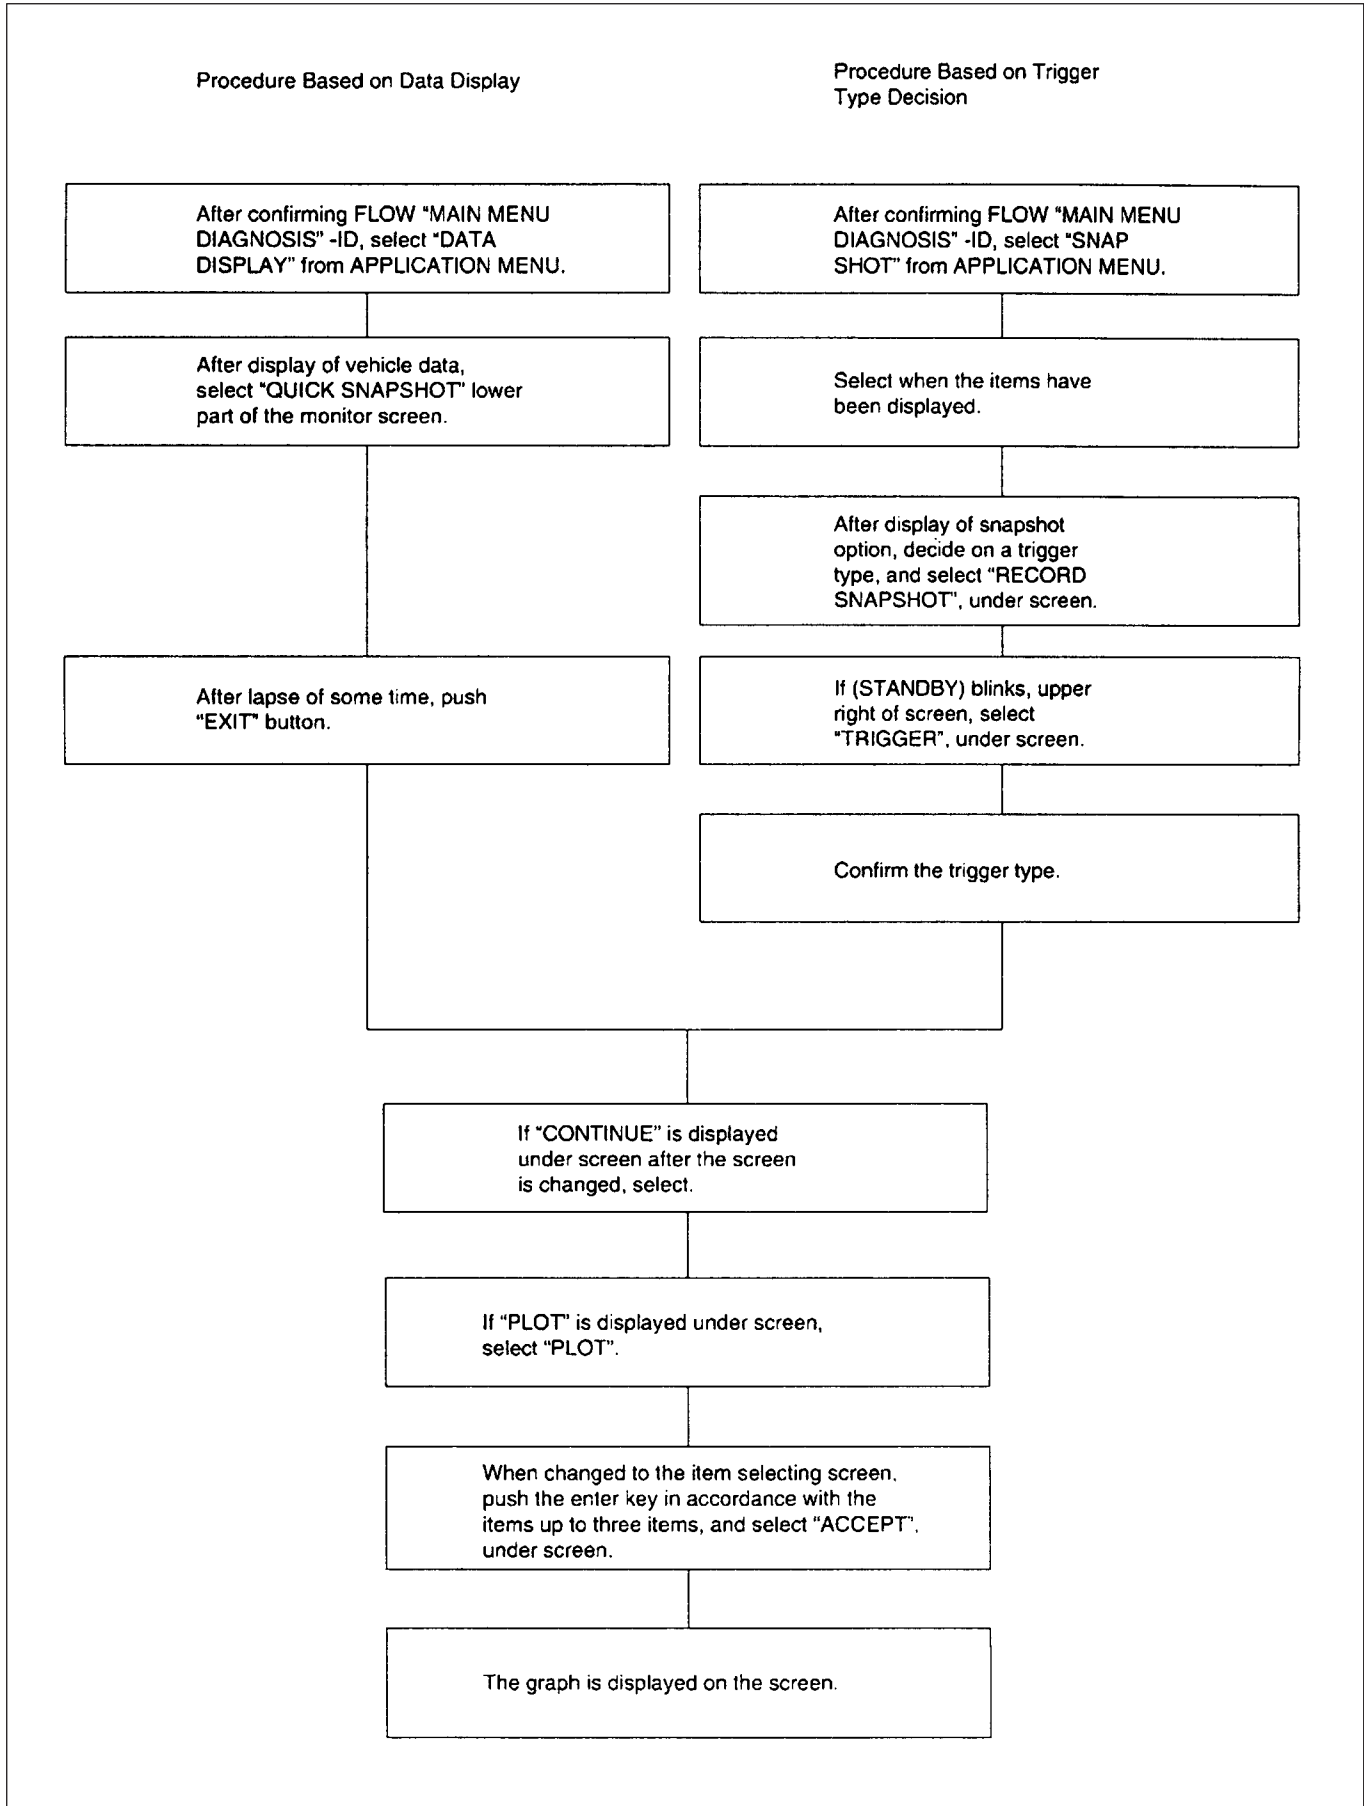 Procedure Based on Data Display
Procedure Based on Trigger
Type Decision
After confirming FLOW "MAIN MENU
DIAGNOSIS" -ID, select "DATA
DISPLAY" from APPLICATION MENU.
After confirming FLOW "MAIN MENU
DIAGNOSIS" -ID, select "SNAP
SHOT" from APPLICATION MENU.
After display of vehicle data,
select "QUICK SNAPSHOT" lower
part of the monitor screen.
Select when the items have
been displayed.
After display of snapshot
option, decide on a trigger
type, and select "RECORD
SNAPSHOT", under screen.
After lapse of some time, push
"EXIT" button.
If (STANDBY) blinks, upper
right of screen, select
"TRIGGER", under screen.
Confirm the trigger type.
If "CONTINUE" is displayed
under screen after the screen
is changed, select.
If "PLOT" is displayed under screen,
select "PLOT".
When changed to the item selecting screen,
push the enter key in accordance with the
items up to three items, and select "ACCEPT",
under screen.
The graph is displayed on the screen.